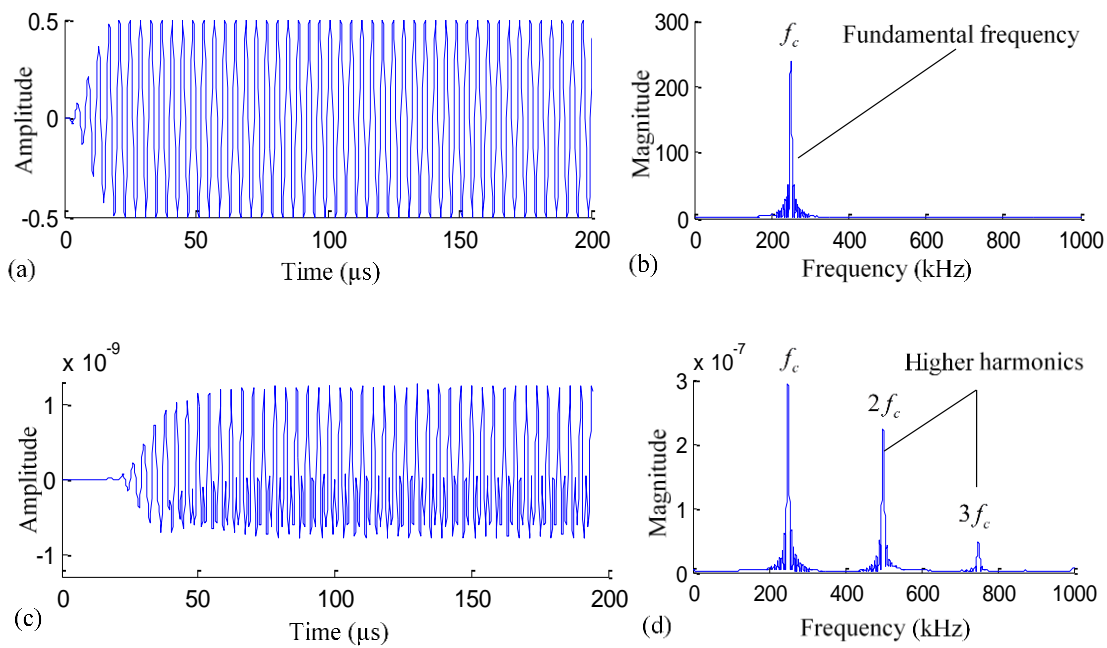 0.5
0
-0.5
Amplitude
0 50 100 150 200
Time (µs)
(a)
300
200
100
0
Magnitude
f_c
Fundamental frequency
0 200 400 600 800 1000
Frequency (kHz)
(b)
x 10^-9
1
0
-1
Amplitude
0 50 100 150 200
Time (µs)
(c)
x 10^-7
3
2
1
0
Magnitude
f_c
2f_c
3f_c
Higher harmonics
0 200 400 600 800 1000
Frequency (kHz)
(d)